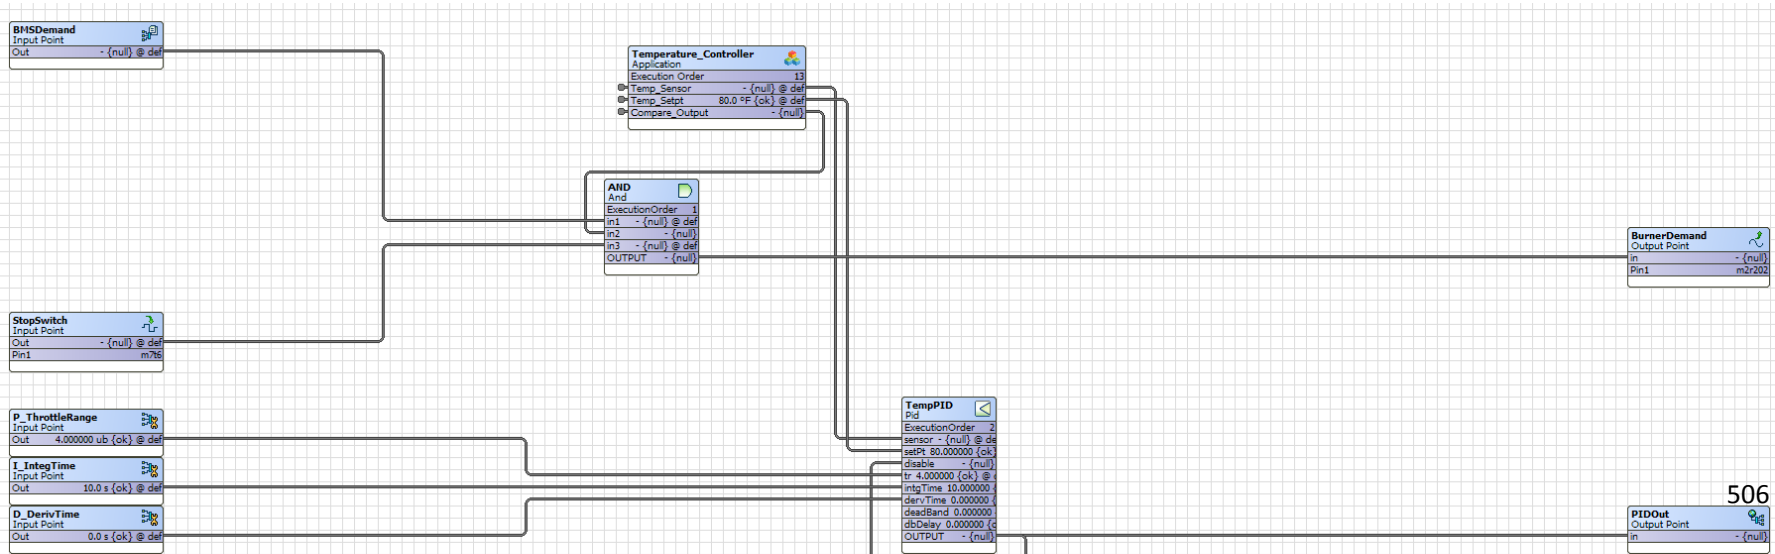 BMSDemand
Input Point
Out - {null} @ def
Temperature_Controller
Application
Execution Order 13
Temp_Sensor - {null} @ def
Temp_Setpt 80.0 °F {ok} @ def
Compare_Output - {null}
AND
And
ExecutionOrder 1
in1 - {null} @ def
in2 - {null}
in3 - {null} @ def
OUTPUT - {null}
BurnerDemand
Output Point
in - {null}
Pin1 m2r202
StopSwitch
Input Point
Out - {null} @ def
Pin1 m7t6
P_ThrottleRange
Input Point
Out 4.000000 ub {ok} @ def
I_IntegTime
Input Point
Out 10.0 s {ok} @ def
D_DerivTime
Input Point
Out 0.0 s {ok} @ def
TempPID
Pid
ExecutionOrder 2
sensor - {null} @ de
setPt 80.000000 {ok}
disable - {null}
tr 4.000000 {ok} @
intgTime 10.000000 {
dervTime 0.000000 {
deadBand 0.000000
dbDelay 0.000000 {o
OUTPUT - {null}
506
PIDOut
Output Point
in - {null}